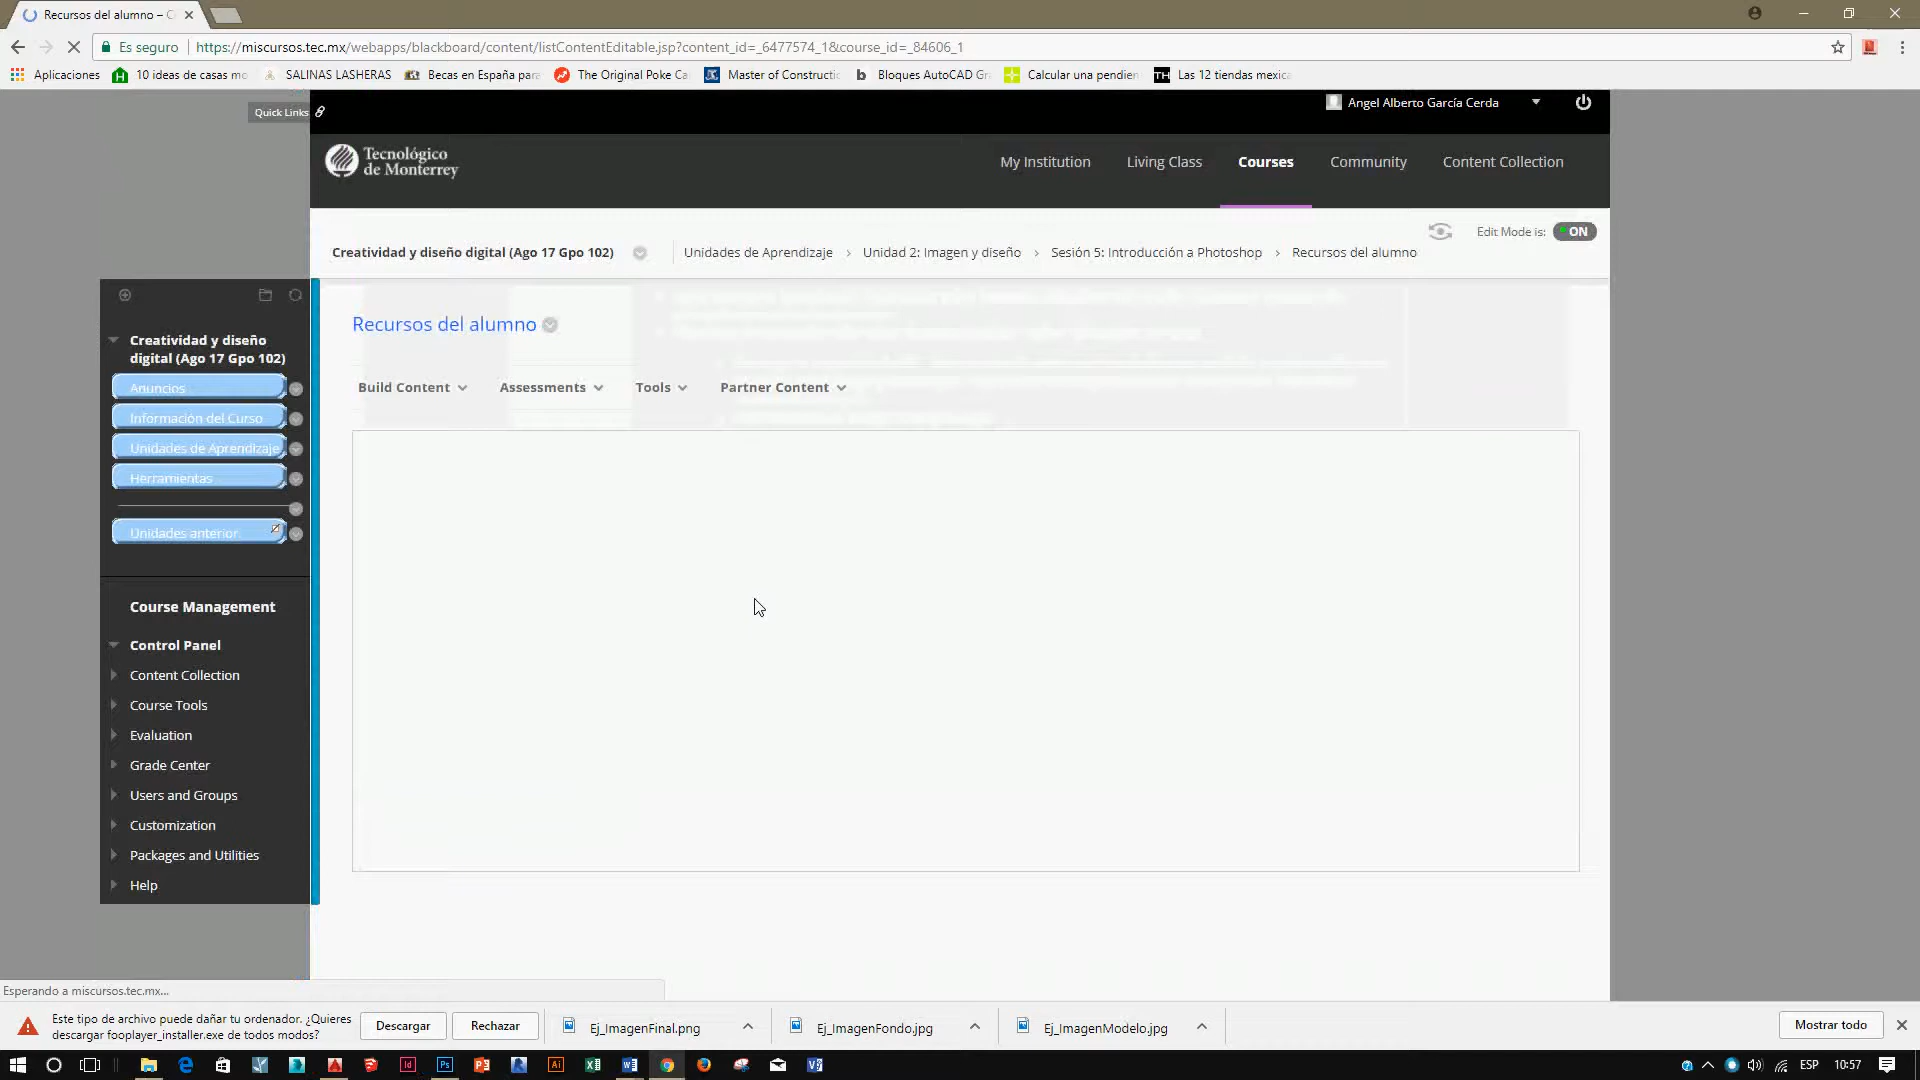 Recursos del alumno – C
Es seguro
https://miscursos.tec.mx/webapps/blackboard/content/listContentEditable.jsp?content_id=_6477574_1&course_id=_84606_1
Aplicaciones
10 ideas de casas mo
SALINAS LASHERAS
Becas en España para
The Original Poke Ca
Master of Constructi
Bloques AutoCAD Gr
Calcular una pendien
TH
Las 12 tiendas mexica
Quick Links
Angel Alberto García Cerda
Tecnológico
de Monterrey
My Institution
Living Class
Courses
Community
Content Collection
Edit Mode is:
ON
Creatividad y diseño digital (Ago 17 Gpo 102)
Unidades de Aprendizaje
Unidad 2: Imagen y diseño
Sesión 5: Introducción a Photoshop
Recursos del alumno
Creatividad y diseño
digital (Ago 17 Gpo 102)
Anuncios
Información del Curso
Unidades de Aprendizaje
Herramientas
Unidades anterior
Course Management
Control Panel
Content Collection
Course Tools
Evaluation
Grade Center
Users and Groups
Customization
Packages and Utilities
Help
Recursos del alumno
Build Content
Assessments
Tools
Partner Content
Esperando a miscursos.tec.mx...
Este tipo de archivo puede dañar tu ordenador. ¿Quieres
descargar fooplayer_installer.exe de todos modos?
Descargar
Rechazar
Ej_ImagenFinal.png
Ej_ImagenFondo.jpg
Ej_ImagenModelo.jpg
Mostrar todo
ESP
10:57